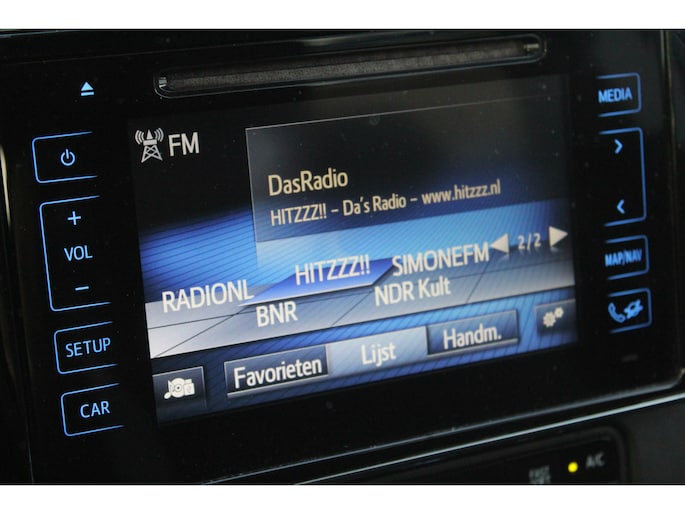 MEDIA
FM
DasRadio
HITZZZ!! – Da's Radio – www.hitzzz.nl
+
VOL
–
RADIONL
HITZZZ!!
SIMONEFM
2/2
MAP/NAV
BNR
NDR Kult
SETUP
Favorieten
Lijst
Handm.
CAR
A/C